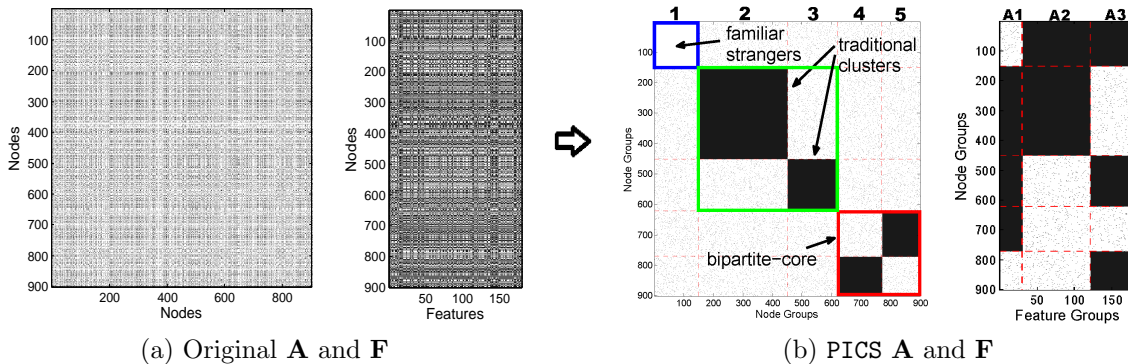 Nodes
100
200
300
400
500
600
700
800
900
200 400 600 800
Nodes
Nodes
100
200
300
400
500
600
700
800
900
50 100 150
Features
(a) Original A and F
1 2 3 4 5
Node Groups
100
200
300
400
500
600
700
800
900
familiar
strangers
traditional
clusters
bipartite-core
100 200 300 400 500 600 700 800 900
Node Groups
A1 A2 A3
Node Groups
100
200
300
400
500
600
700
800
900
50 100 150
Feature Groups
(b) PICS A and F